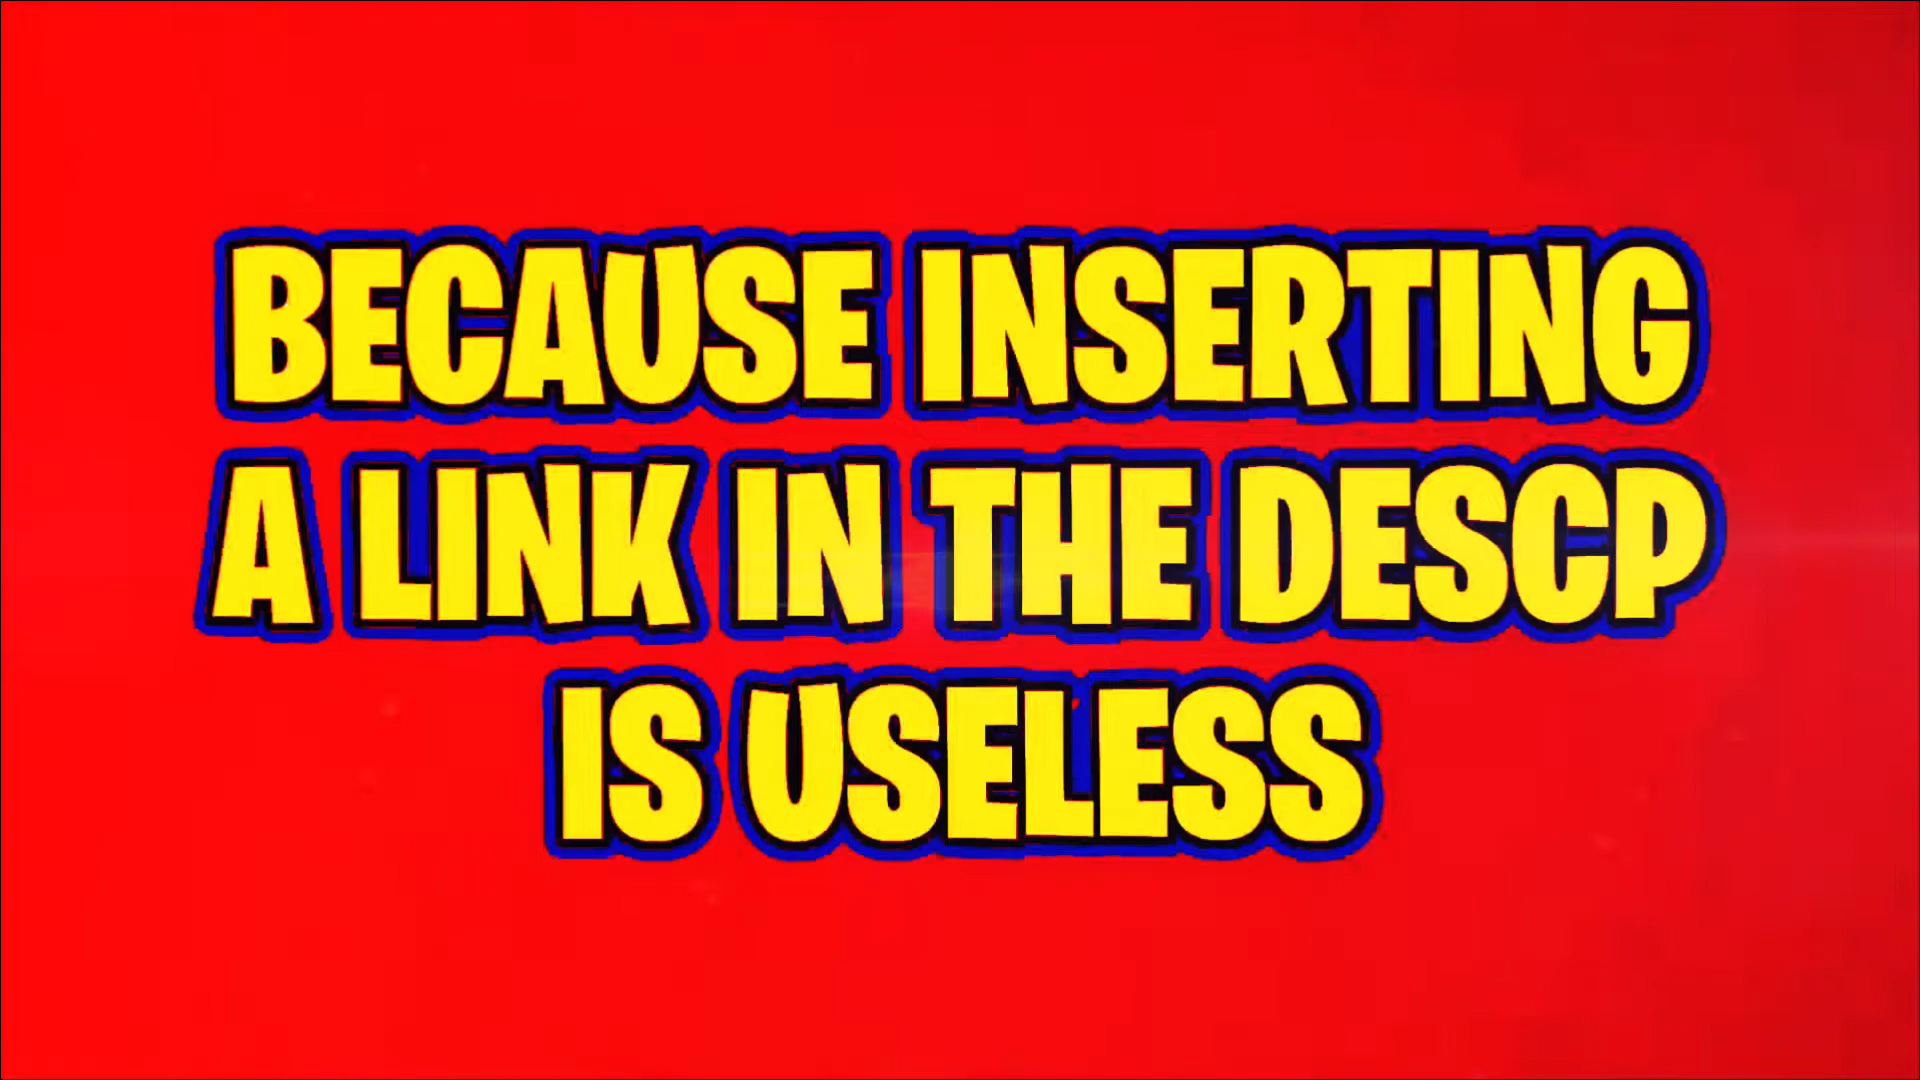 BECAUSE INSERTING
A LINK IN THE DESCP
IS USELESS